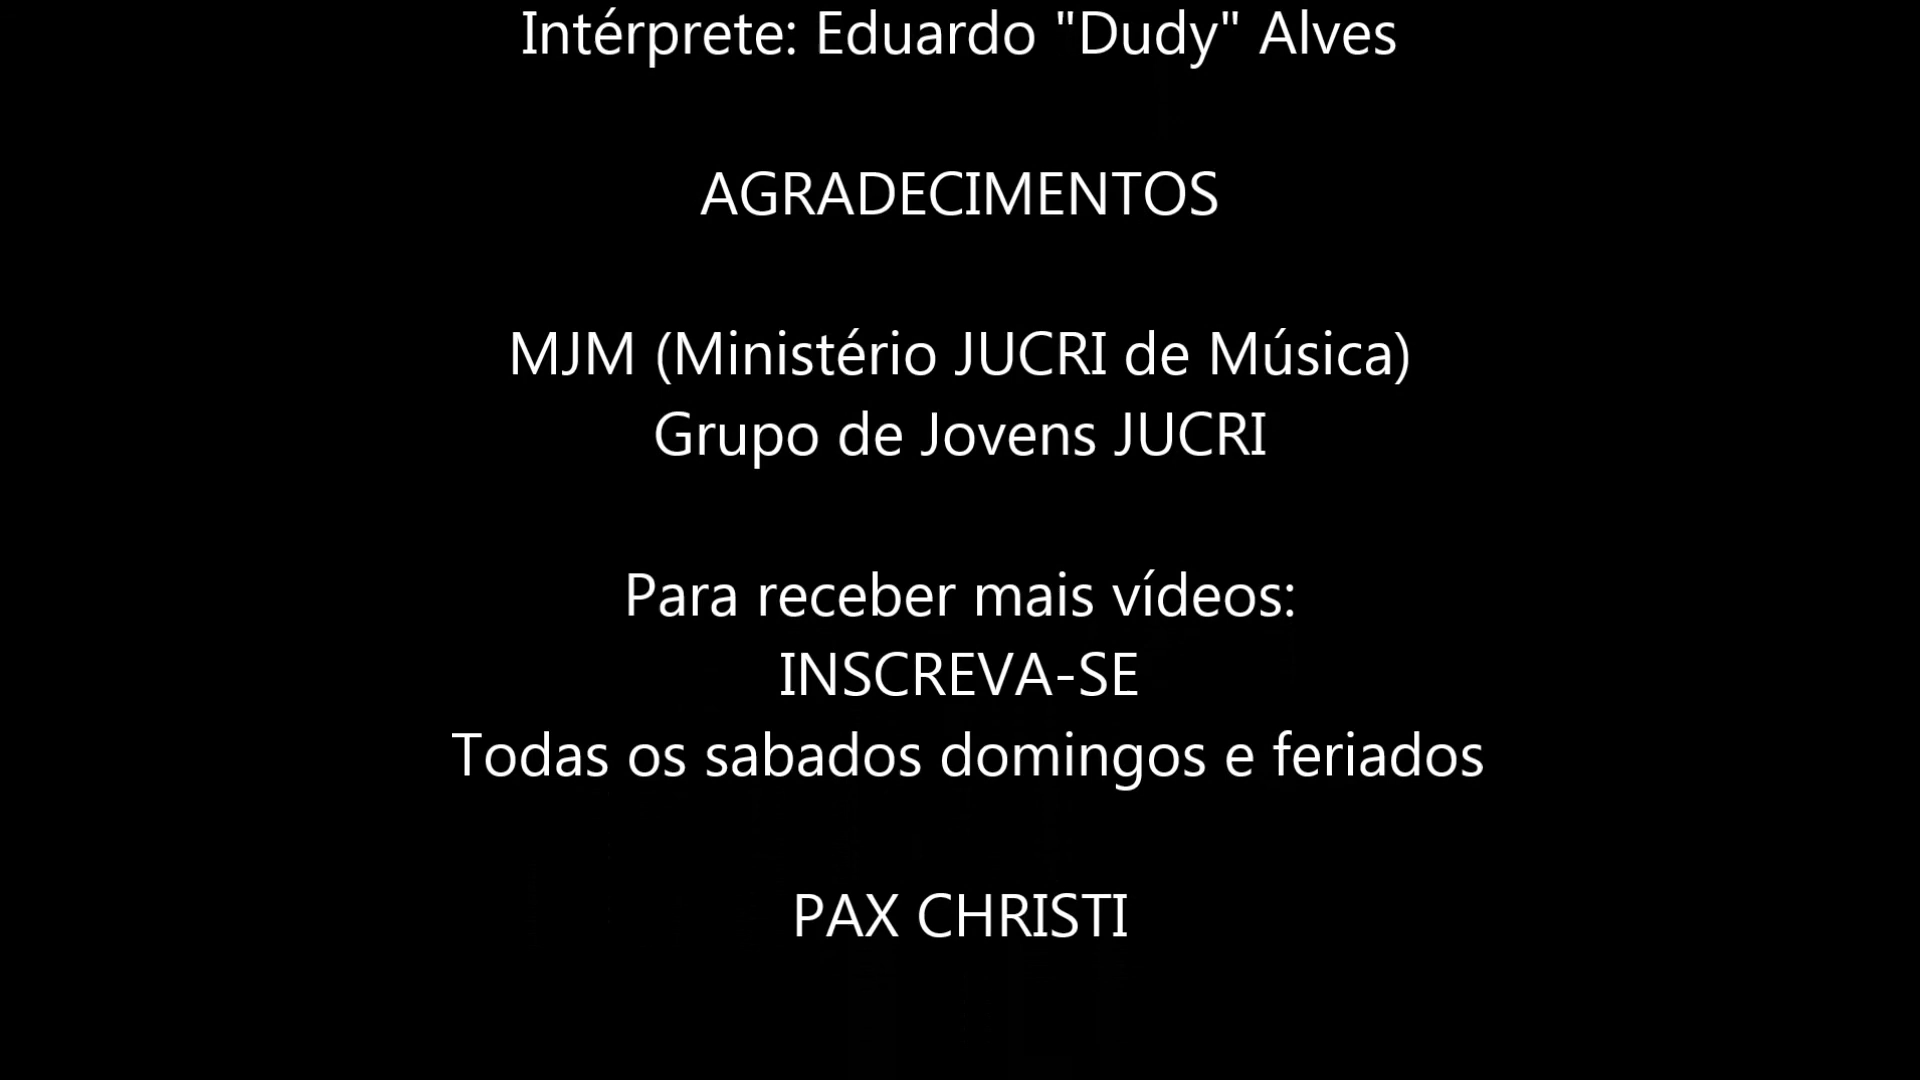 Intérprete: Eduardo "Dudy" Alves
AGRADECIMENTOS
MJM (Ministério JUCRI de Música)
Grupo de Jovens JUCRI
Para receber mais vídeos:
INSCREVA-SE
Todas os sabados domingos e feriados
PAX CHRISTI